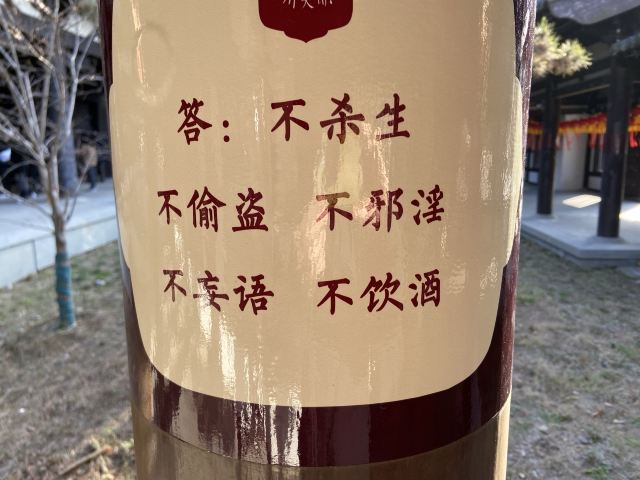 答：不杀生
不偷盗 不邪淫
不妄语 不饮酒